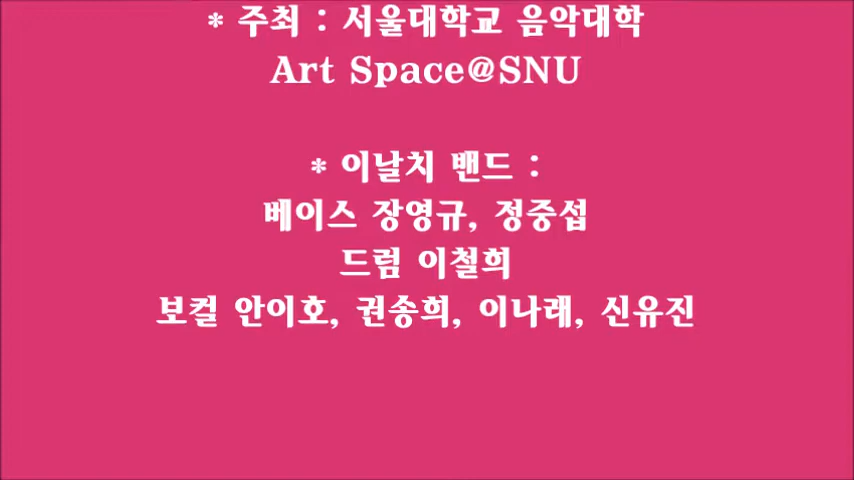 * 주최 : 서울대학교 음악대학
Art Space@SNU
* 이날치 밴드 :
베이스 장영규, 정중섭
드럼 이철희
보컬 안이호, 권송희, 이나래, 신유진